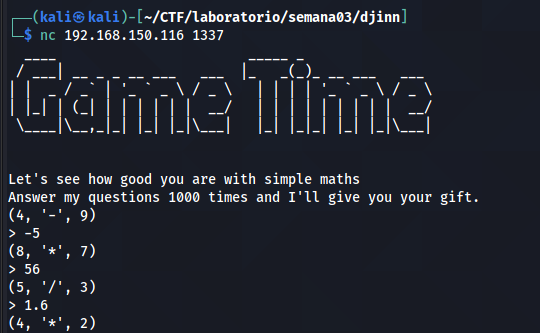 ┌──(kali㉿kali)-[~/CTF/laboratorio/semana03/djinn]
└─$ nc 192.168.150.116 1337
Game Time
Let's see how good you are with simple maths
Answer my questions 1000 times and I'll give you your gift.
(4, '-', 9)
> -5
(8, '*', 7)
> 56
(5, '/', 3)
> 1.6
(4, '*', 2)